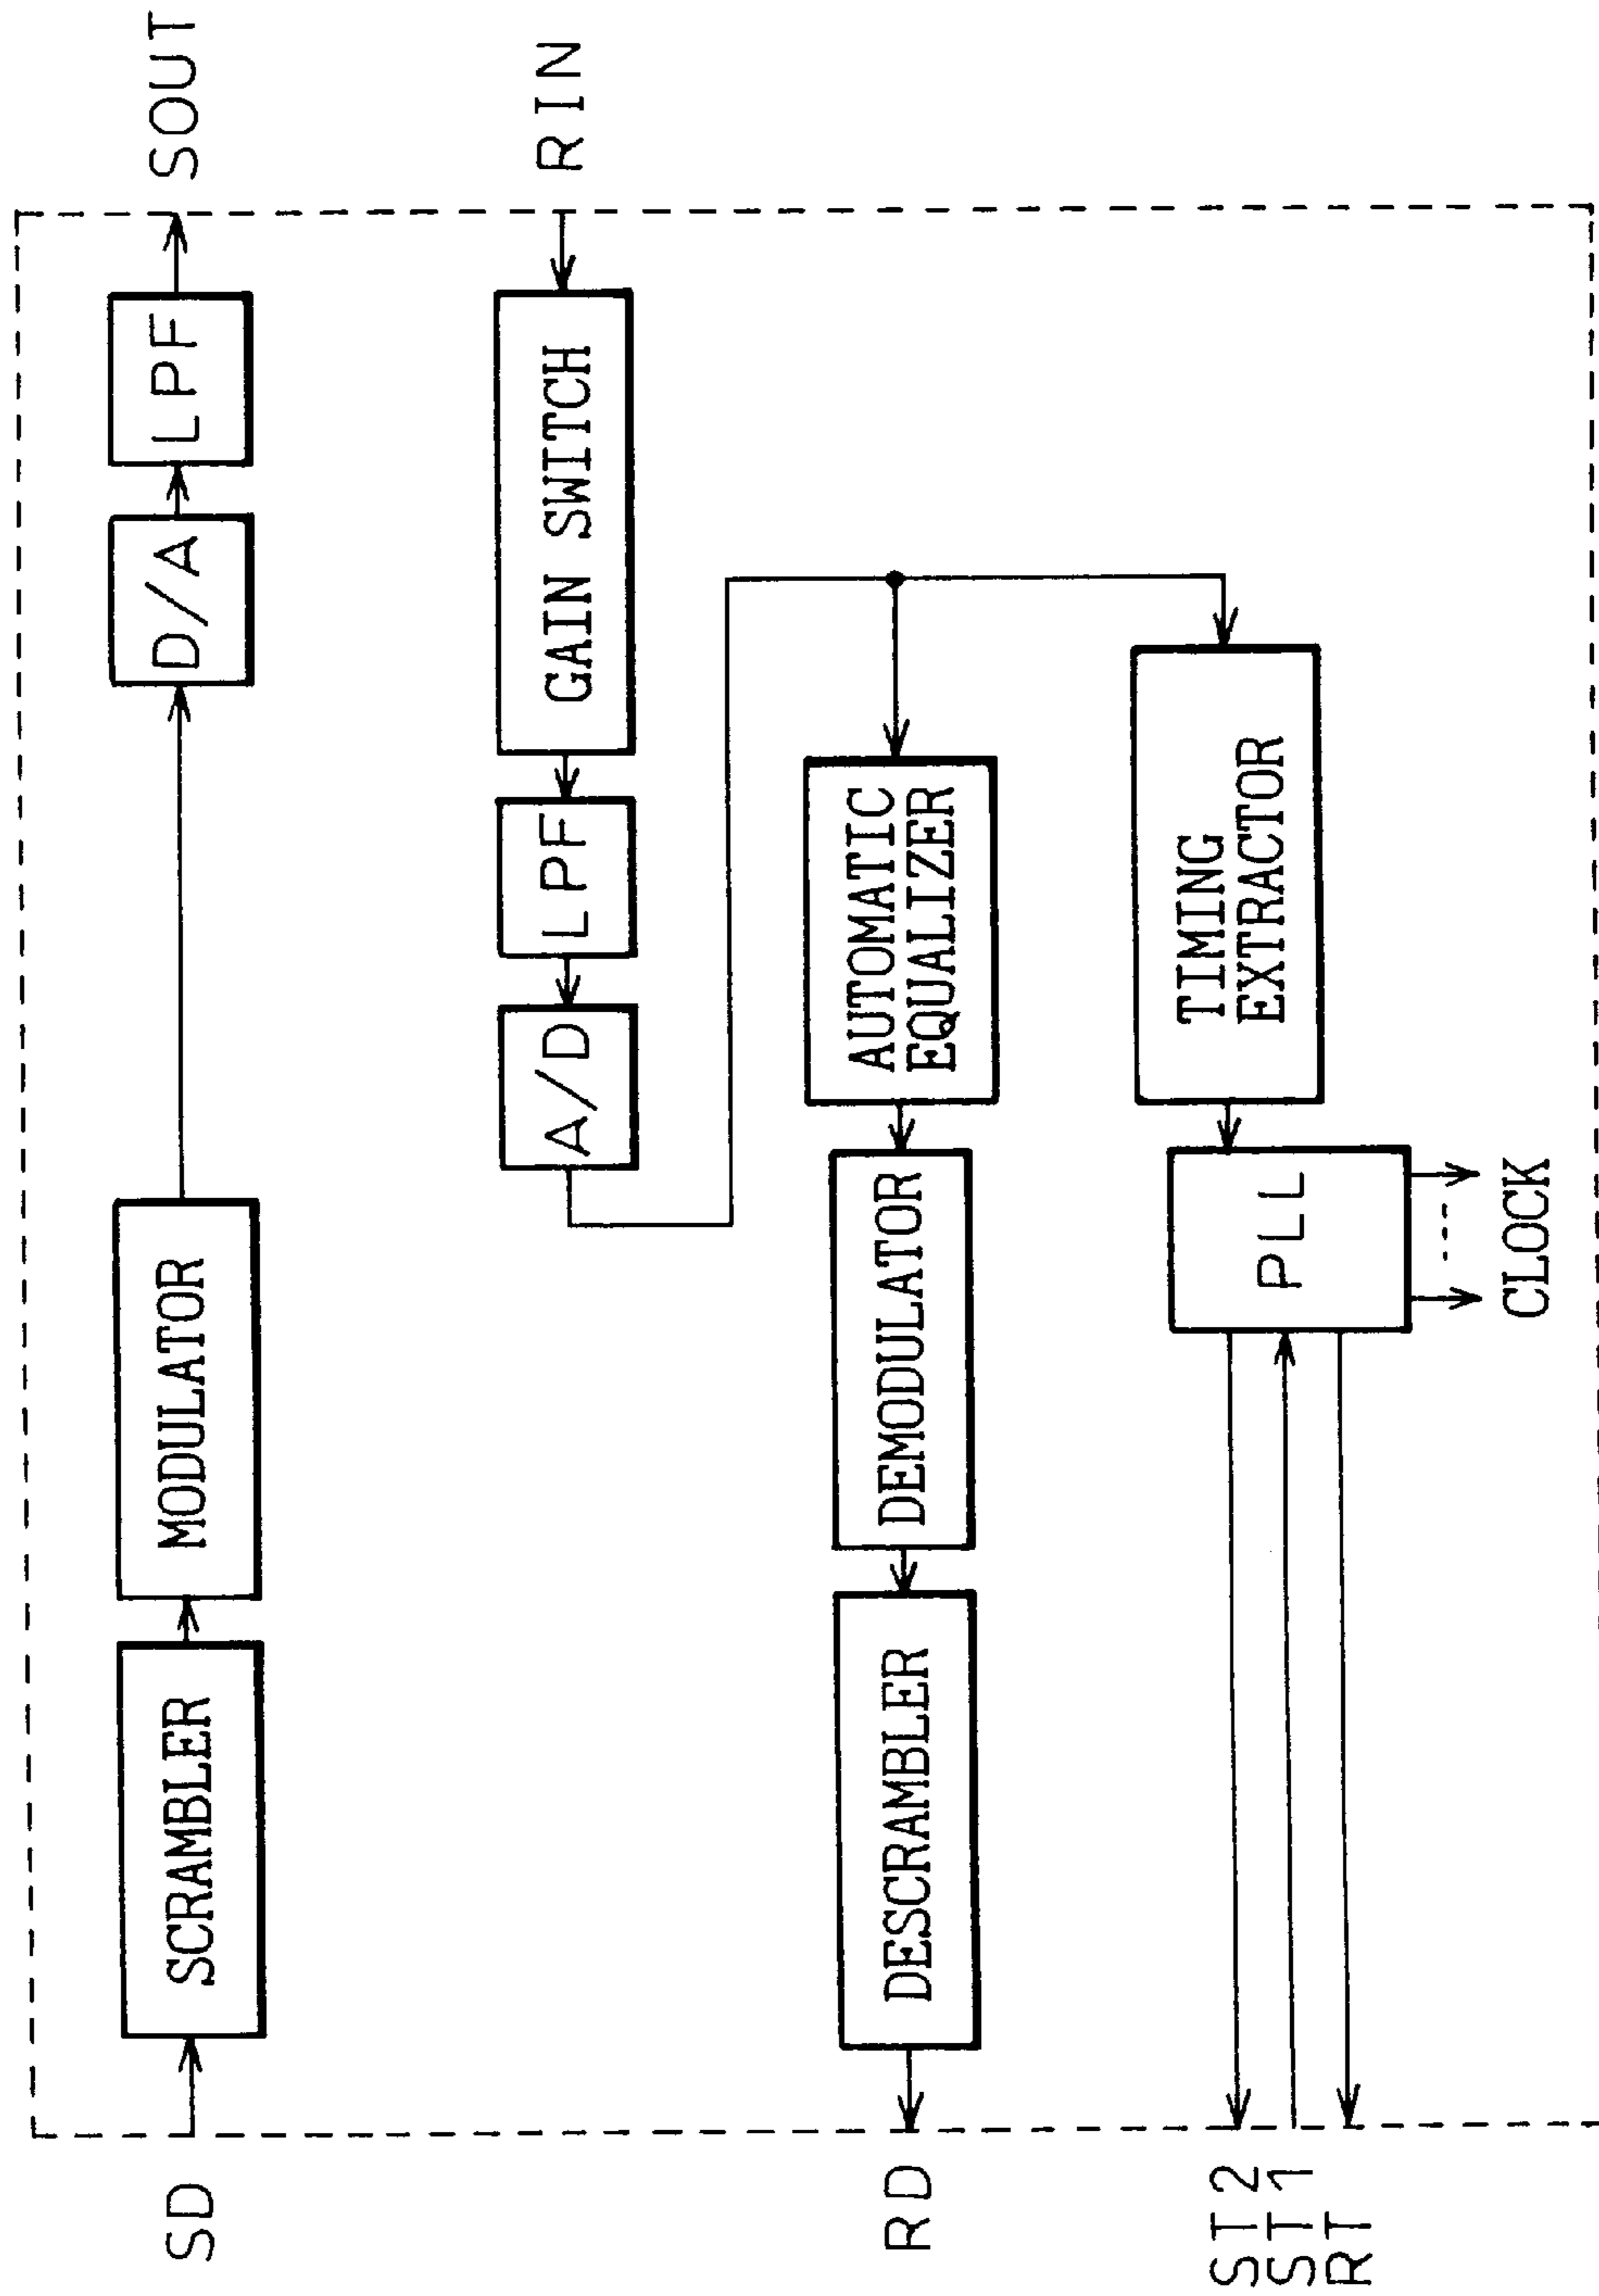 SD
SCRAMBLER
MODULATOR
D/A
LPF
SOUT
RIN
GAIN SWITCH
LPF
A/D
RD
DESCRAMBLER
DEMODULATOR
AUTOMATIC
EQUALIZER
ST2
ST1
RT
PLL
TIMING
EXTRACTOR
CLOCK